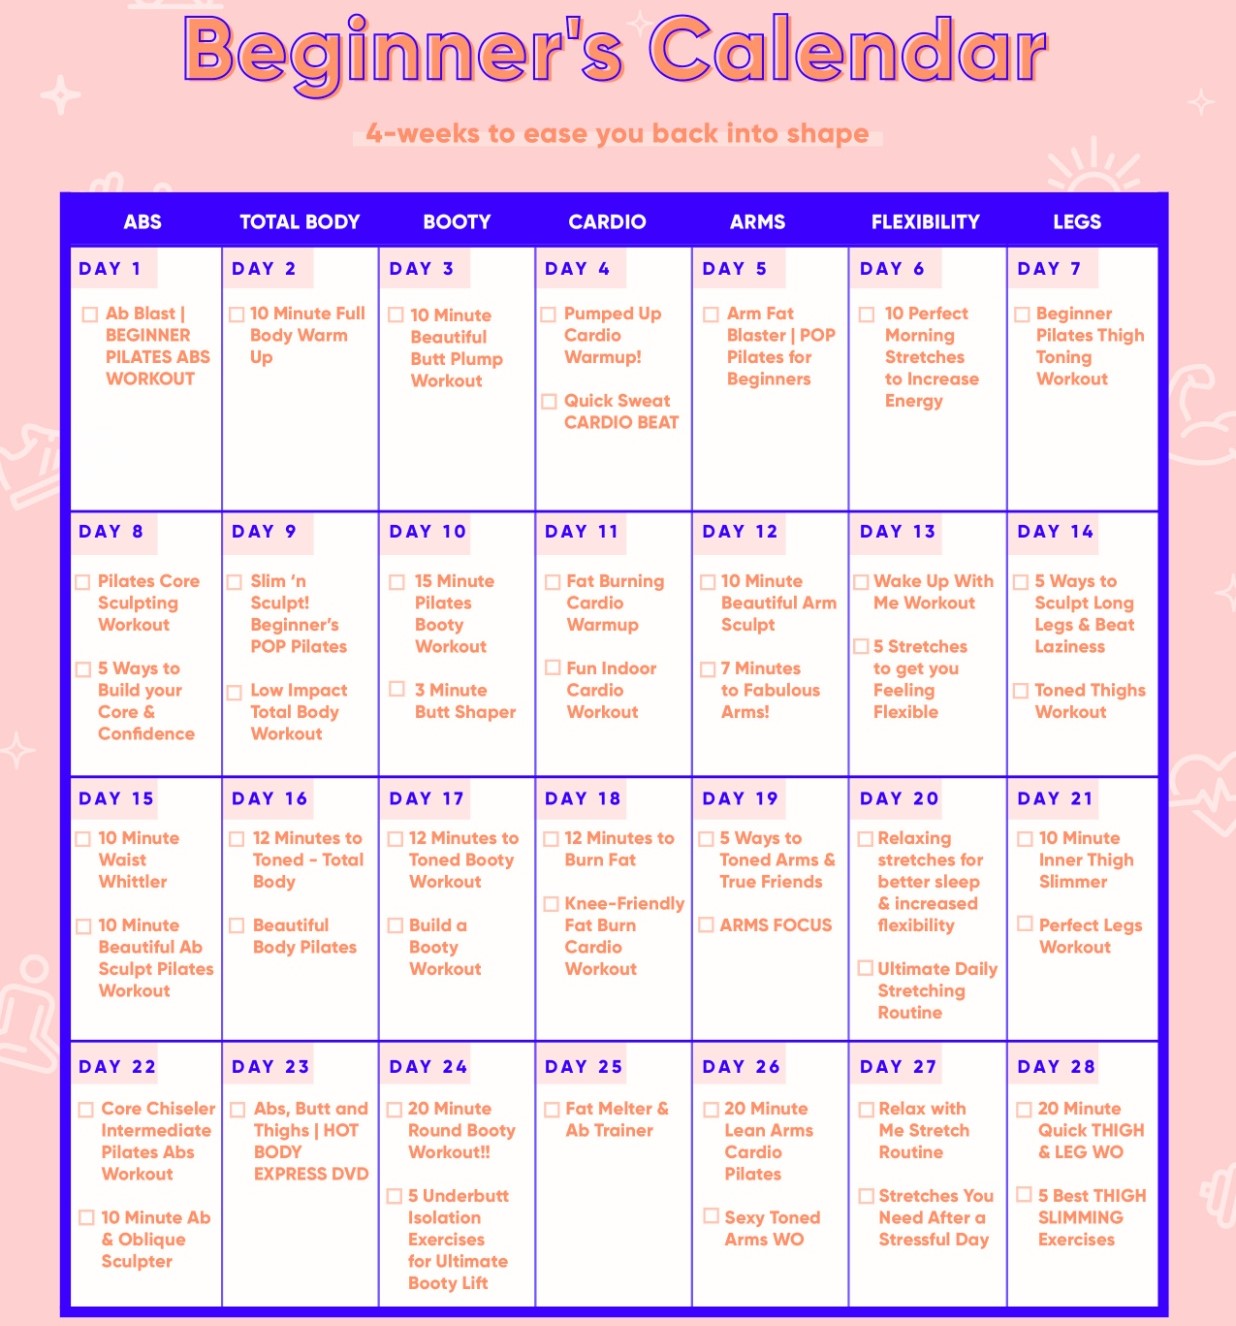 Beginner's Calendar
4-weeks to ease you back into shape
ABS
TOTAL BODY
BOOTY
CARDIO
ARMS
FLEXIBILITY
LEGS
DAY 1
Ab Blast |
BEGINNER
PILATES ABS
WORKOUT
DAY 2
10 Minute Full
Body Warm
Up
DAY 3
10 Minute
Beautiful
Butt Plump
Workout
DAY 4
Pumped Up
Cardio
Warmup!
Quick Sweat
CARDIO BEAT
DAY 5
Arm Fat
Blaster | POP
Pilates for
Beginners
DAY 6
10 Perfect
Morning
Stretches
to Increase
Energy
DAY 7
Beginner
Pilates Thigh
Toning
Workout
DAY 8
Pilates Core
Sculpting
Workout
5 Ways to
Build your
Core &
Confidence
DAY 9
Slim ‘n
Sculpt!
Beginner’s
POP Pilates
Low Impact
Total Body
Workout
DAY 10
15 Minute
Pilates
Booty
Workout
3 Minute
Butt Shaper
DAY 11
Fat Burning
Cardio
Warmup
Fun Indoor
Cardio
Workout
DAY 12
10 Minute
Beautiful Arm
Sculpt
7 Minutes
to Fabulous
Arms!
DAY 13
Wake Up With
Me Workout
5 Stretches
to get you
Feeling
Flexible
DAY 14
5 Ways to
Sculpt Long
Legs & Beat
Laziness
Toned Thighs
Workout
DAY 15
10 Minute
Waist
Whittler
10 Minute
Beautiful Ab
Sculpt Pilates
Workout
DAY 16
12 Minutes to
Toned - Total
Body
Beautiful
Body Pilates
DAY 17
12 Minutes to
Toned Booty
Workout
Build a
Booty
Workout
DAY 18
12 Minutes to
Burn Fat
Knee-Friendly
Fat Burn
Cardio
Workout
DAY 19
5 Ways to
Toned Arms &
True Friends
ARMS FOCUS
DAY 20
Relaxing
stretches for
better sleep
& increased
flexibility
Ultimate Daily
Stretching
Routine
DAY 21
10 Minute
Inner Thigh
Slimmer
Perfect Legs
Workout
DAY 22
Core Chiseler
Intermediate
Pilates Abs
Workout
10 Minute Ab
& Oblique
Sculpter
DAY 23
Abs, Butt and
Thighs | HOT
BODY
EXPRESS DVD
DAY 24
20 Minute
Round Booty
Workout!!
5 Underbutt
Isolation
Exercises
for Ultimate
Booty Lift
DAY 25
Fat Melter &
Ab Trainer
DAY 26
20 Minute
Lean Arms
Cardio
Pilates
Sexy Toned
Arms WO
DAY 27
Relax with
Me Stretch
Routine
Stretches You
Need After a
Stressful Day
DAY 28
20 Minute
Quick THIGH
& LEG WO
5 Best THIGH
SLIMMING
Exercises